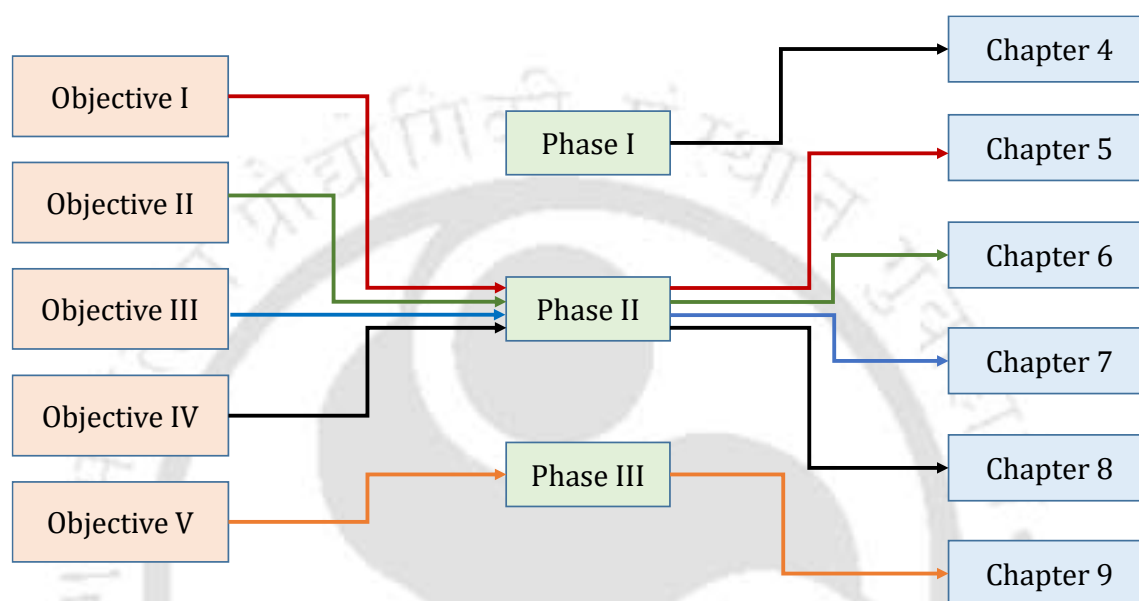 Objective I
Objective II
Objective III
Objective IV
Objective V
Phase I
Phase II
Phase III
Chapter 4
Chapter 5
Chapter 6
Chapter 7
Chapter 8
Chapter 9